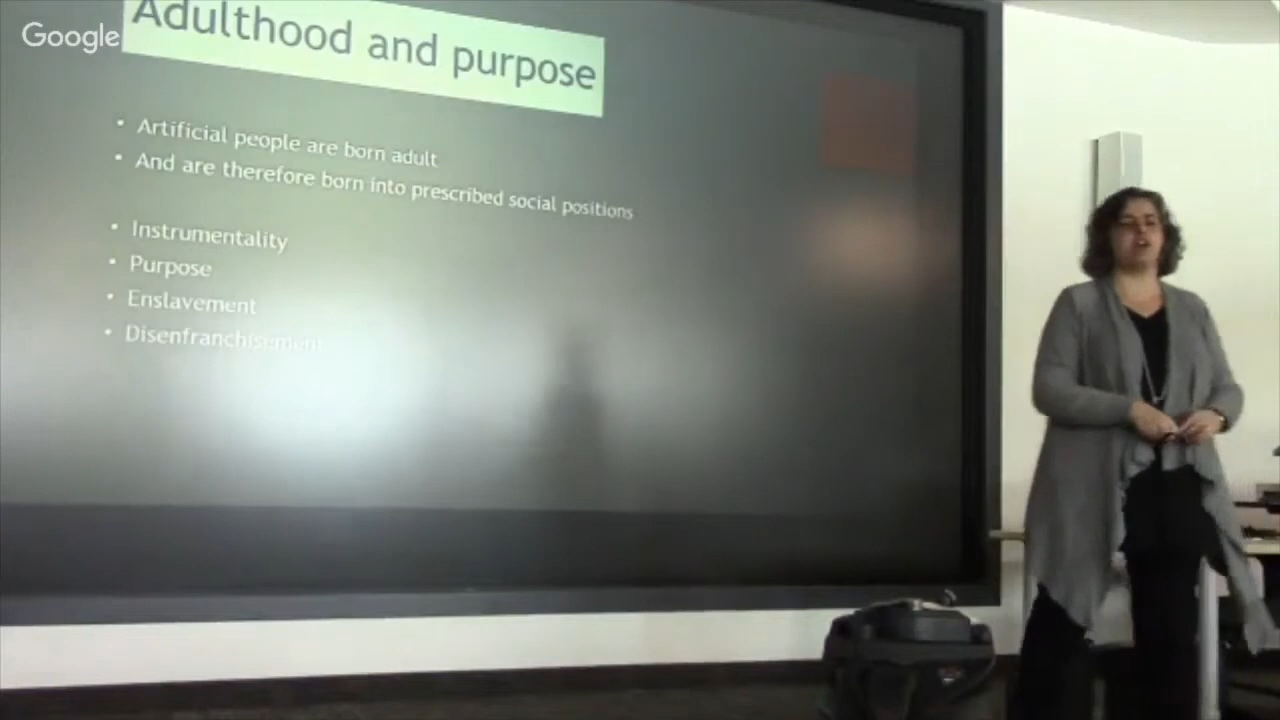 Google
Adulthood and purpose
• Artificial people are born adult
• And are therefore born into prescribed social positions
• Instrumentality
• Purpose
• Enslavement
• Disenfranchisement